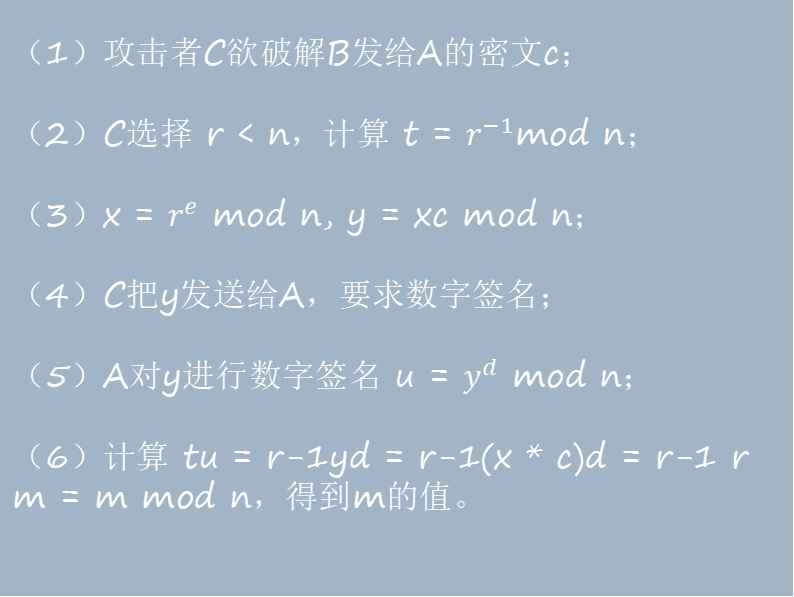 （1）攻击者C欲破解B发给A的密文c；
（2）C选择 r < n，计算 t = r⁻¹mod n；
（3）x = rᵉ mod n, y = xc mod n；
（4）C把y发送给A，要求数字签名；
（5）A对y进行数字签名 u = yᵈ mod n；
（6）计算 tu = r-1yd = r-1(x * c)d = r-1 r
m = m mod n，得到m的值。